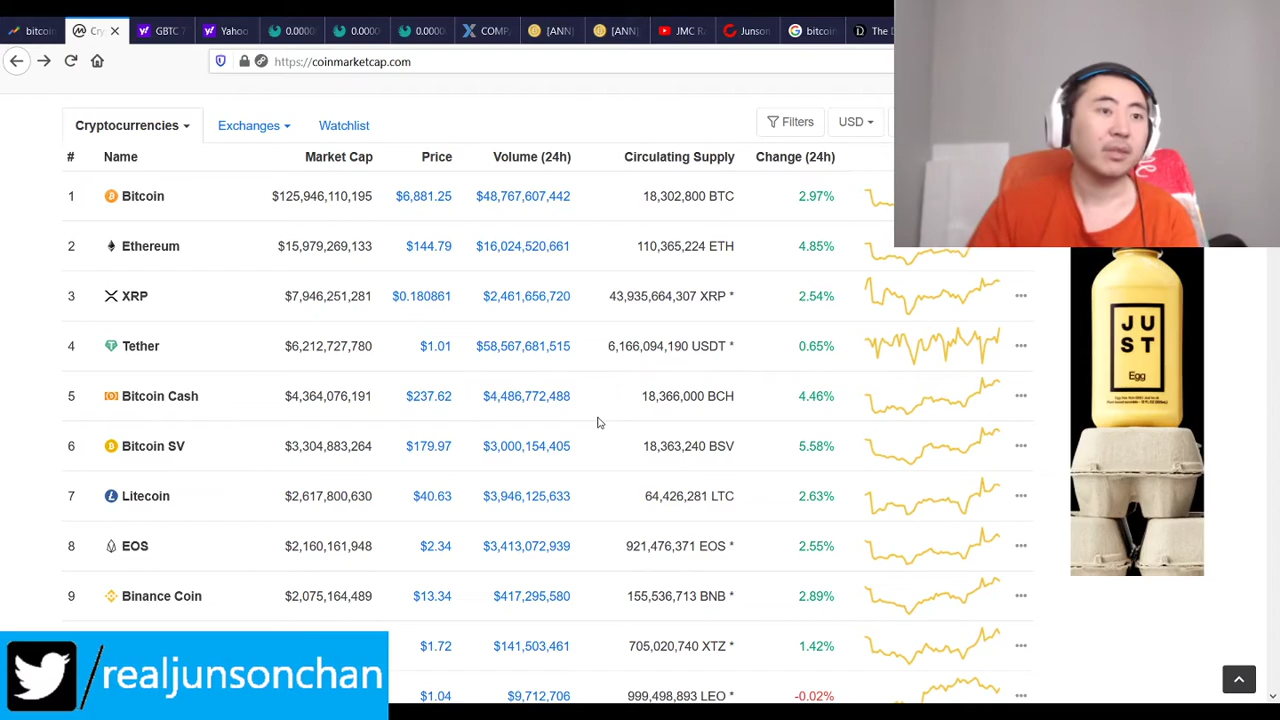 bitcoin
Cry
GBTC 7
Yahoo
0.0000
0.0000
0.0000
COMP
[ANN]
[ANN]
JMC R
Junson
bitcoin
The D
https://coinmarketcap.com
Cryptocurrencies Exchanges Watchlist Filters USD
# Name Market Cap Price Volume (24h) Circulating Supply Change (24h)
1 Bitcoin $125,946,110,195 $6,881.25 $48,767,607,442 18,302,800 BTC 2.97%
2 Ethereum $15,979,269,133 $144.79 $16,024,520,661 110,365,224 ETH 4.85%
3 XRP $7,946,251,281 $0.180861 $2,461,656,720 43,935,664,307 XRP * 2.54%
4 Tether $6,212,727,780 $1.01 $58,567,681,515 6,166,094,190 USDT * 0.65%
5 Bitcoin Cash $4,364,076,191 $237.62 $4,486,772,488 18,366,000 BCH 4.46%
6 Bitcoin SV $3,304,883,264 $179.97 $3,000,154,405 18,363,240 BSV 5.58%
7 Litecoin $2,617,800,630 $40.63 $3,946,125,633 64,426,281 LTC 2.63%
8 EOS $2,160,161,948 $2.34 $3,413,072,939 921,476,371 EOS * 2.55%
9 Binance Coin $2,075,164,489 $13.34 $417,295,580 155,536,713 BNB * 2.89%
$1.72 $141,503,461 705,020,740 XTZ * 1.42%
$1.04 $9,712,706 999,498,893 LEO * -0.02%
JU
ST
Egg
/realjunsonchan